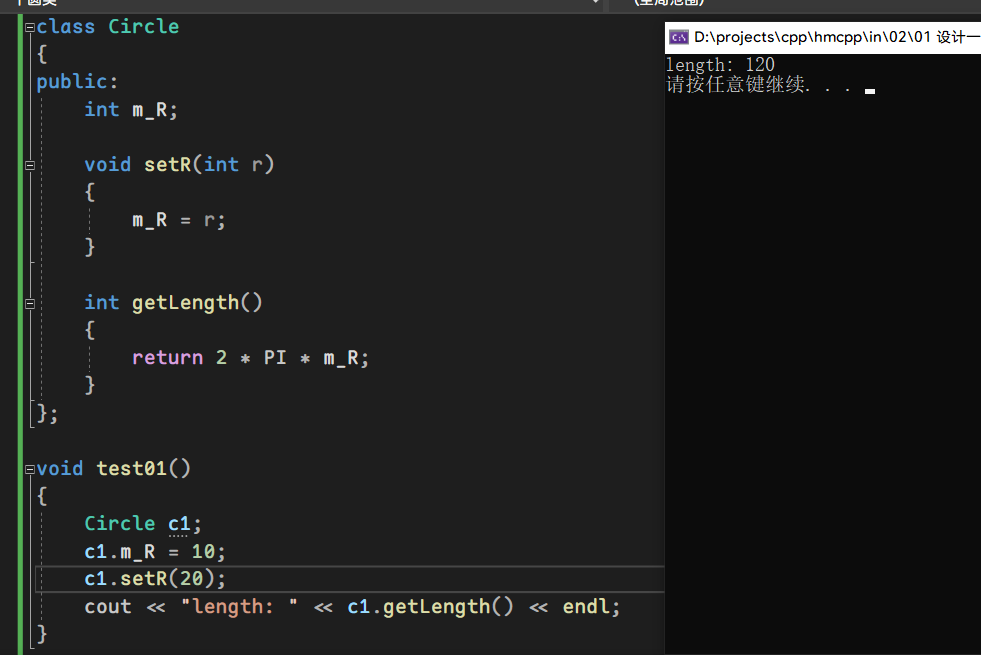 class Circle
{
public:
    int m_R;
    void setR(int r)
    {
        m_R = r;
    }
    int getLength()
    {
        return 2 * PI * m_R;
    }
};
void test01()
{
    Circle c1;
    c1.m_R = 10;
    c1.setR(20);
    cout << "length: " << c1.getLength() << endl;
}
D:\projects\cpp\hmcpp\in\02\01 设计一
length: 120
请按任意键继续. . .